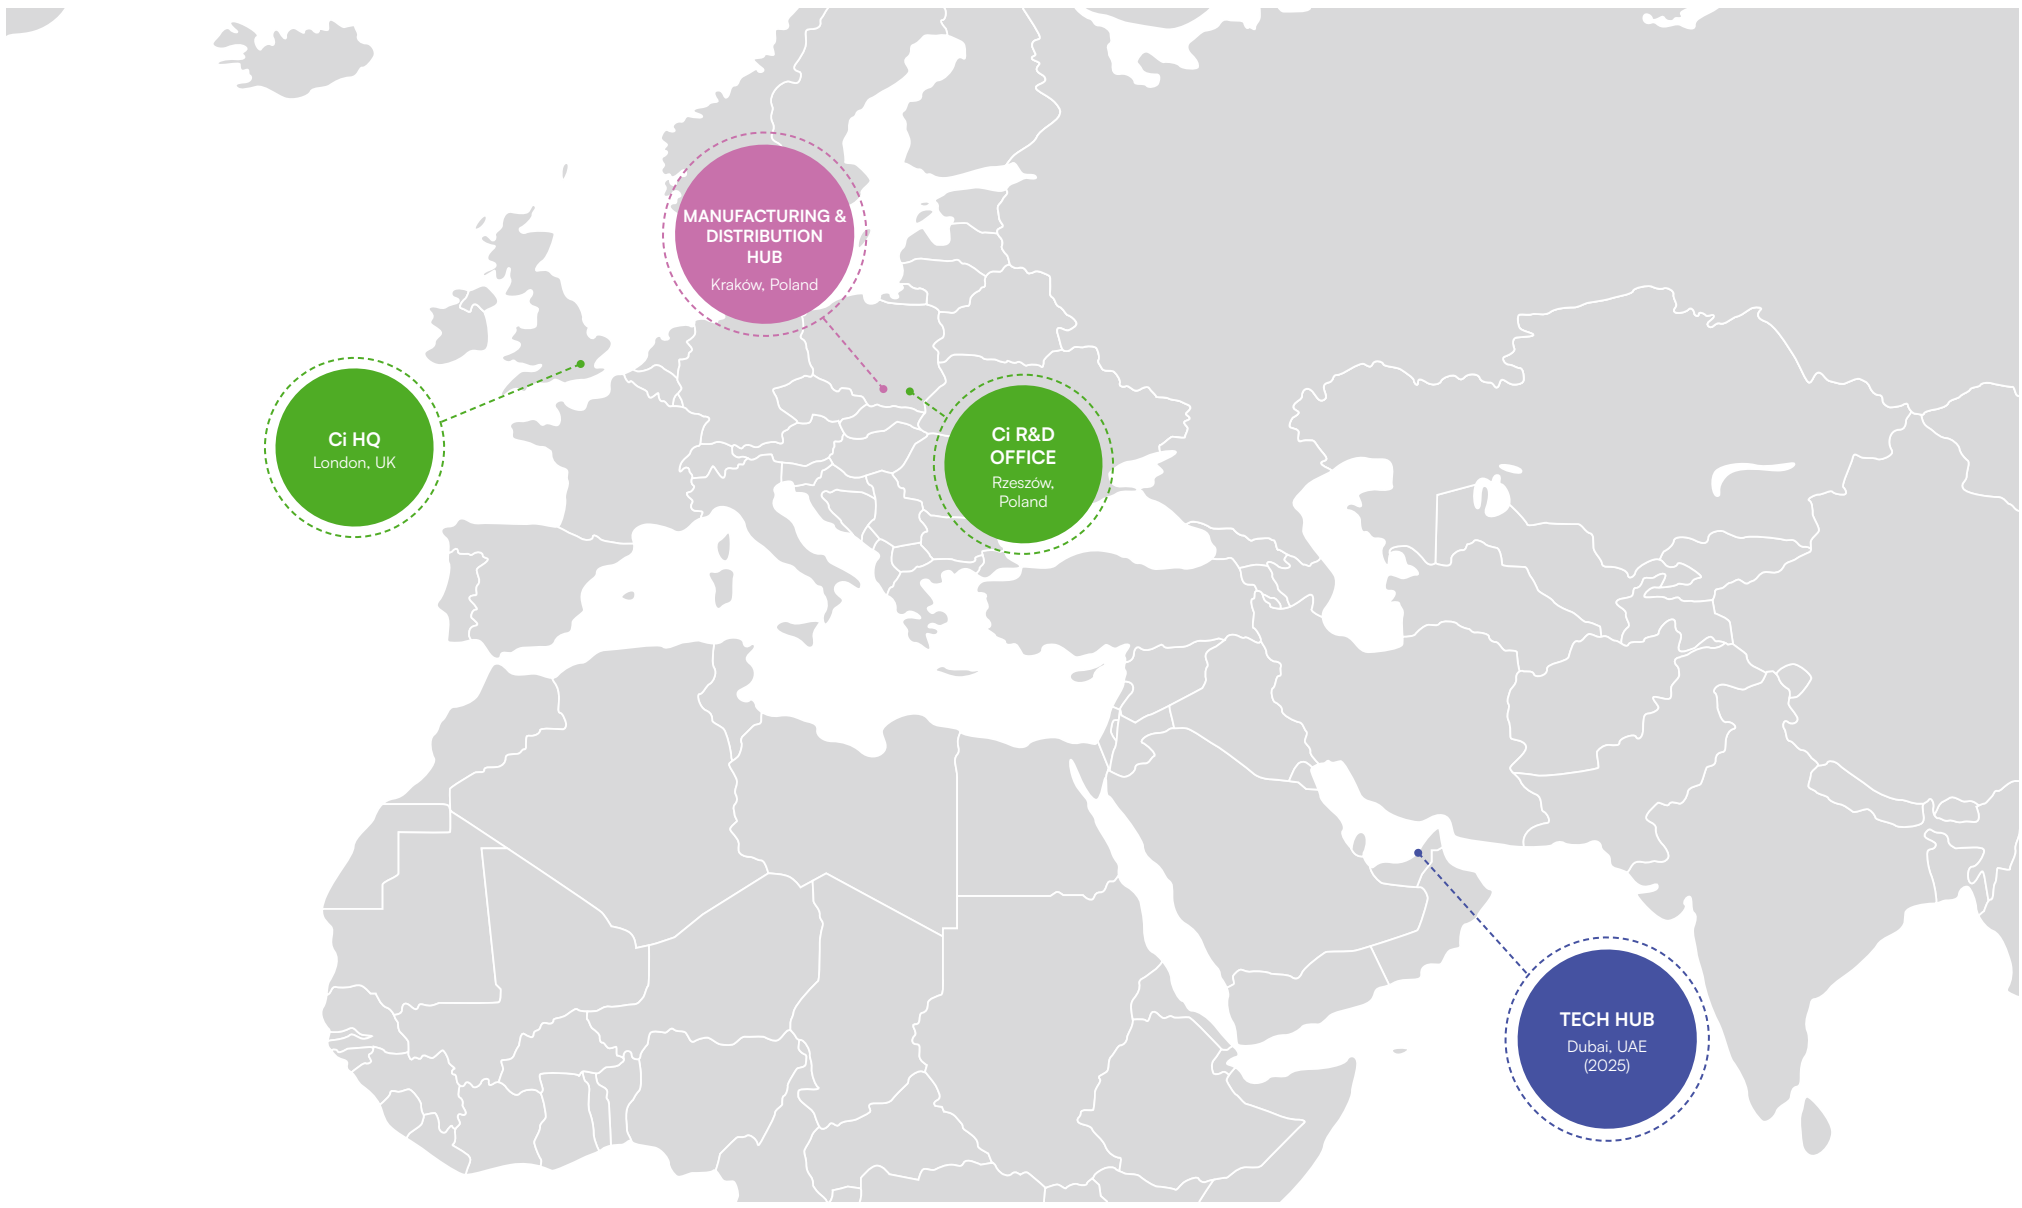 MANUFACTURING &
DISTRIBUTION
HUB
Kraków, Poland
Ci HQ
London, UK
Ci R&D
OFFICE
Rzeszów,
Poland
TECH HUB
Dubai, UAE
(2025)